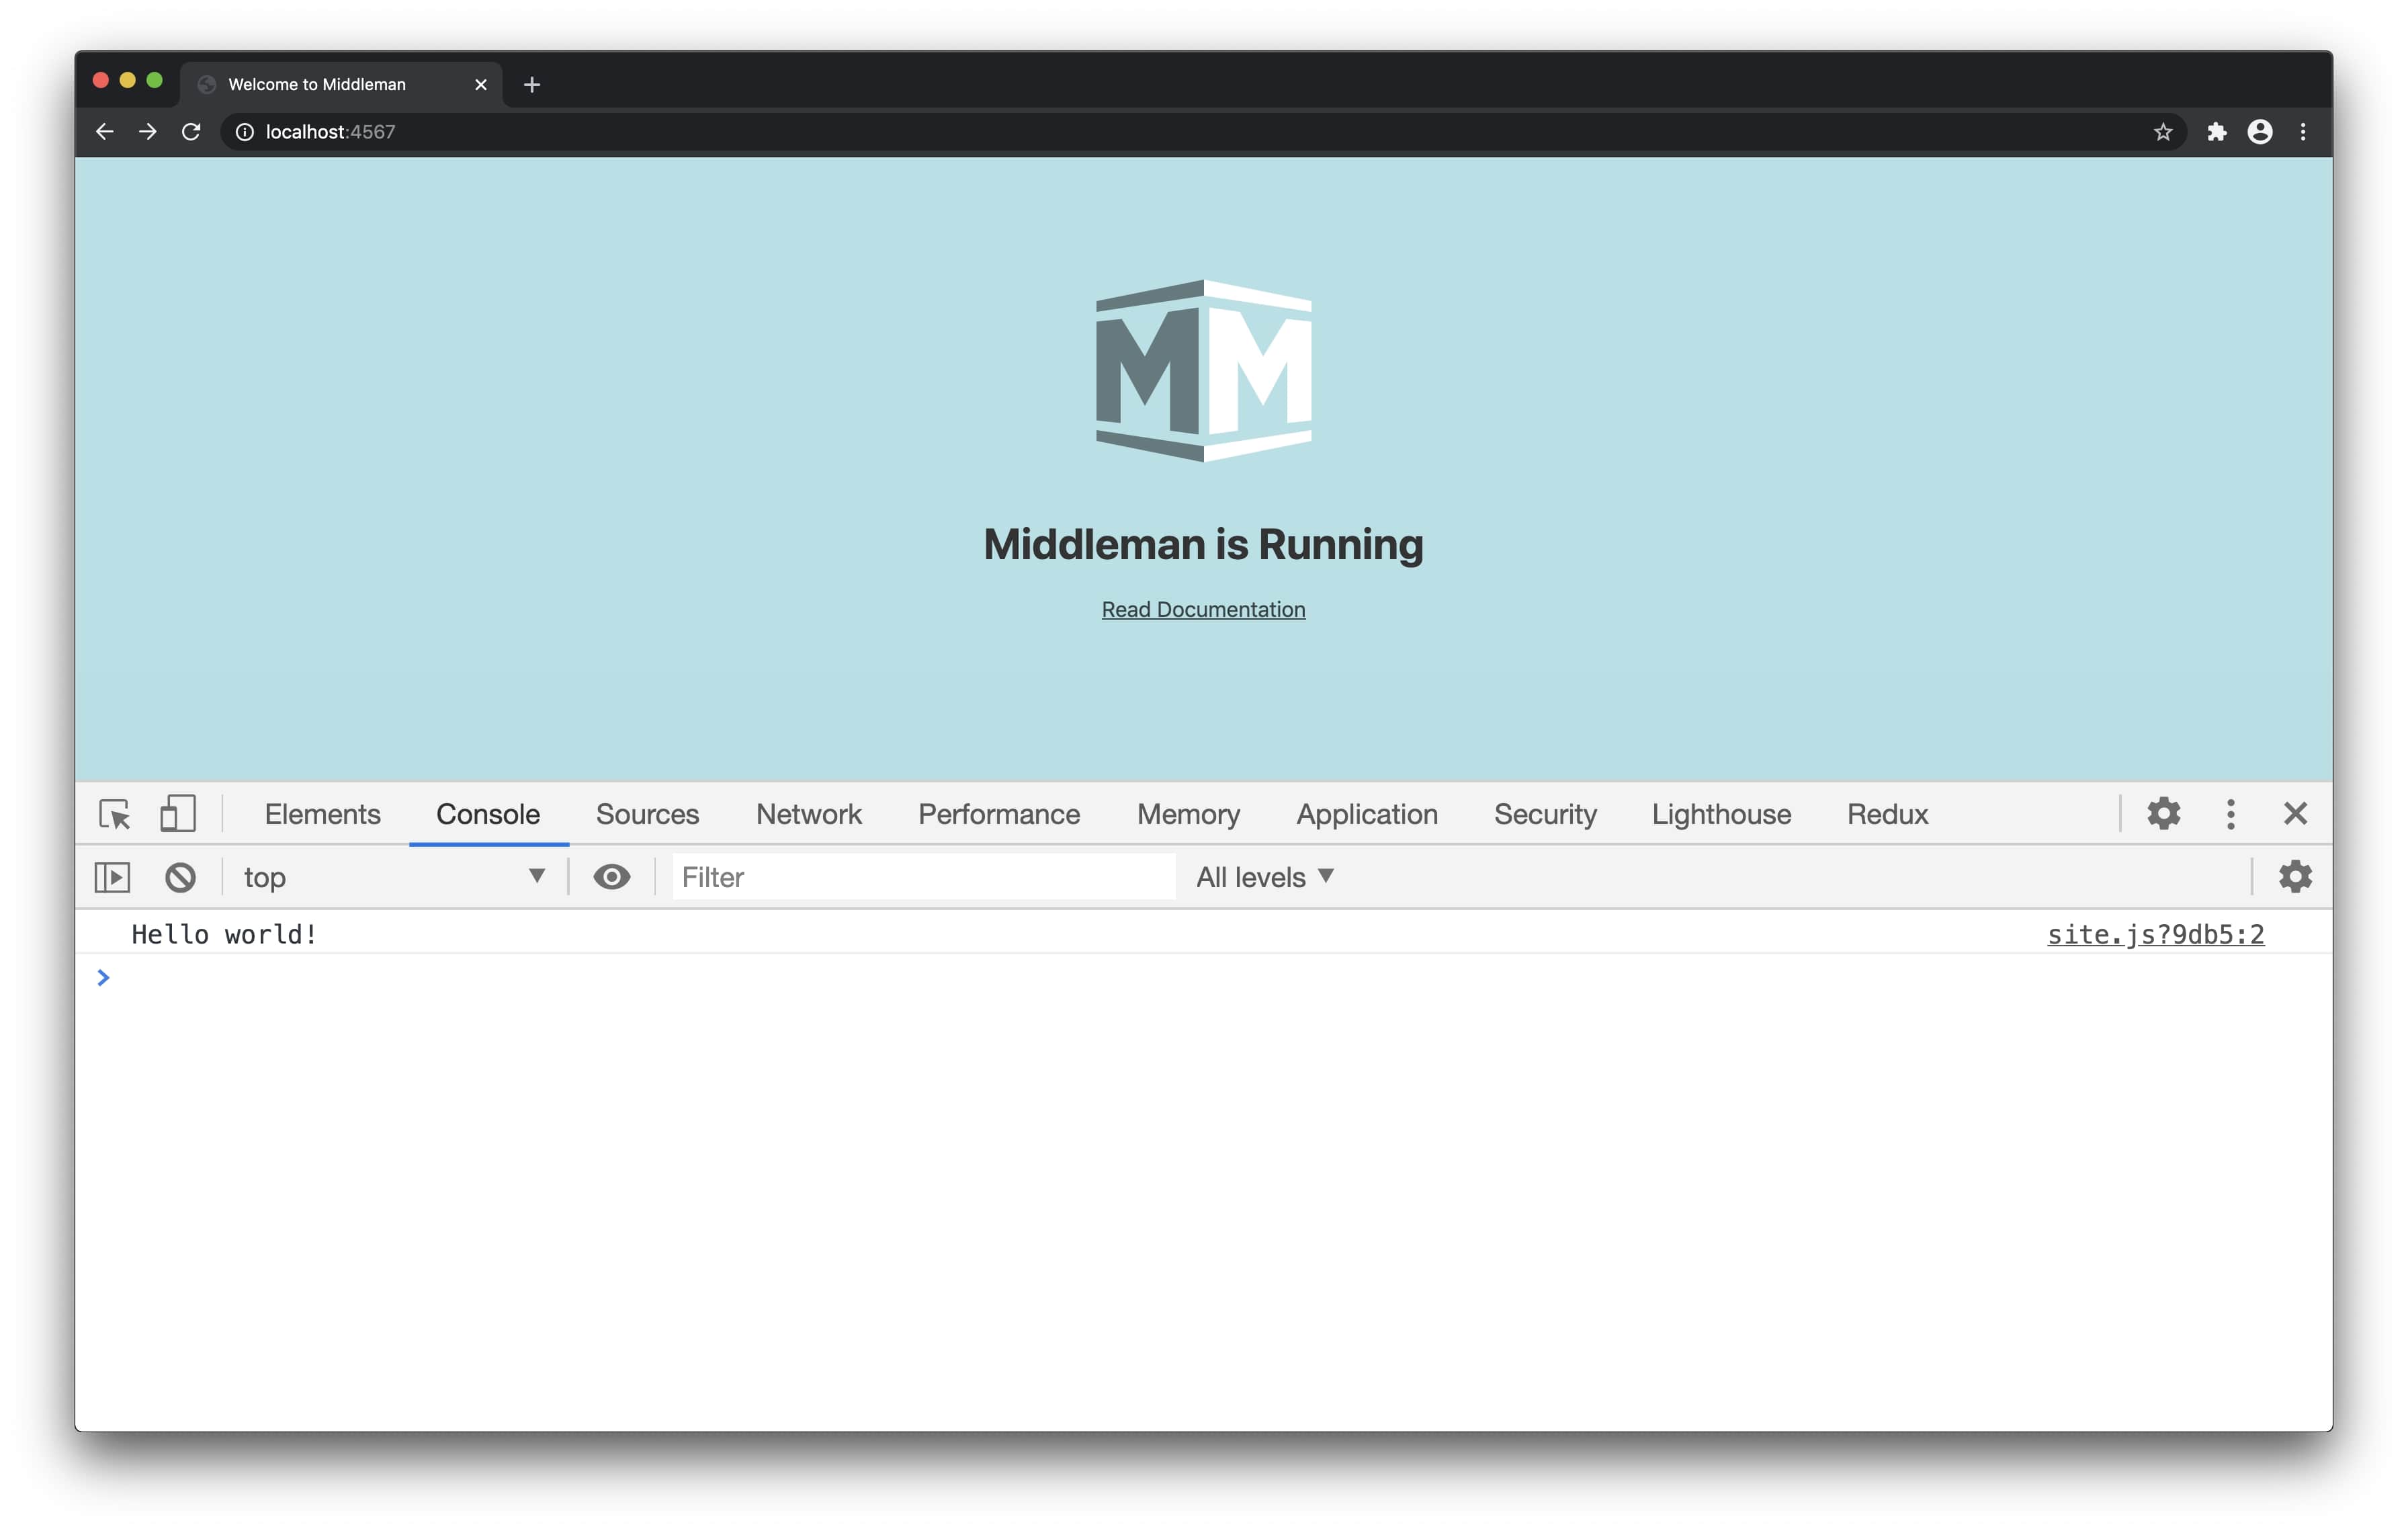 Welcome to Middleman
localhost:4567
MM
Middleman is Running
Read Documentation
Elements Console Sources Network Performance Memory Application Security Lighthouse Redux
top Filter All levels
Hello world! site.js?9db5:2